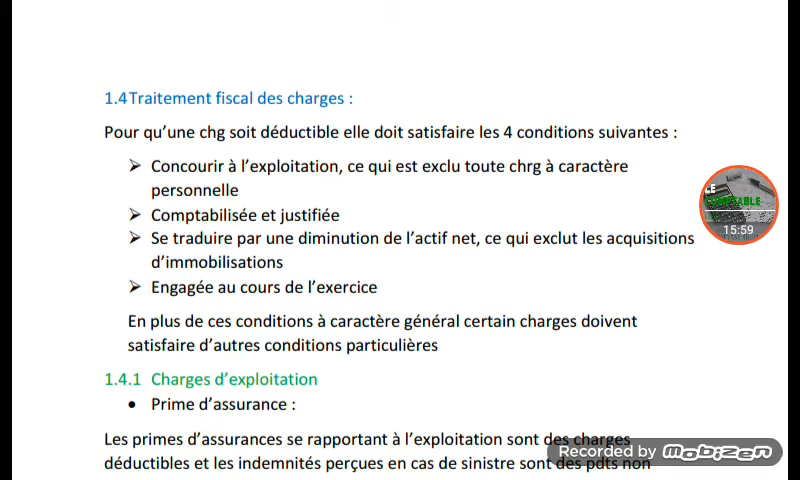 1.4 Traitement fiscal des charges :
Pour qu'une chg soit déductible elle doit satisfaire les 4 conditions suivantes :
➢ Concourir à l'exploitation, ce qui est exclu toute chrg à caractère
personnelle
➢ Comptabilisée et justifiée
➢ Se traduire par une diminution de l'actif net, ce qui exclut les acquisitions
d'immobilisations
➢ Engagée au cours de l'exercice
En plus de ces conditions à caractère général certain charges doivent
satisfaire d'autres conditions particulières
1.4.1 Charges d'exploitation
• Prime d'assurance :
Les primes d'assurances se rapportant à l'exploitation sont des charges
déductibles et les indemnités perçues en cas de sinistre sont des pdts non
15:59
Recorded by mobizen